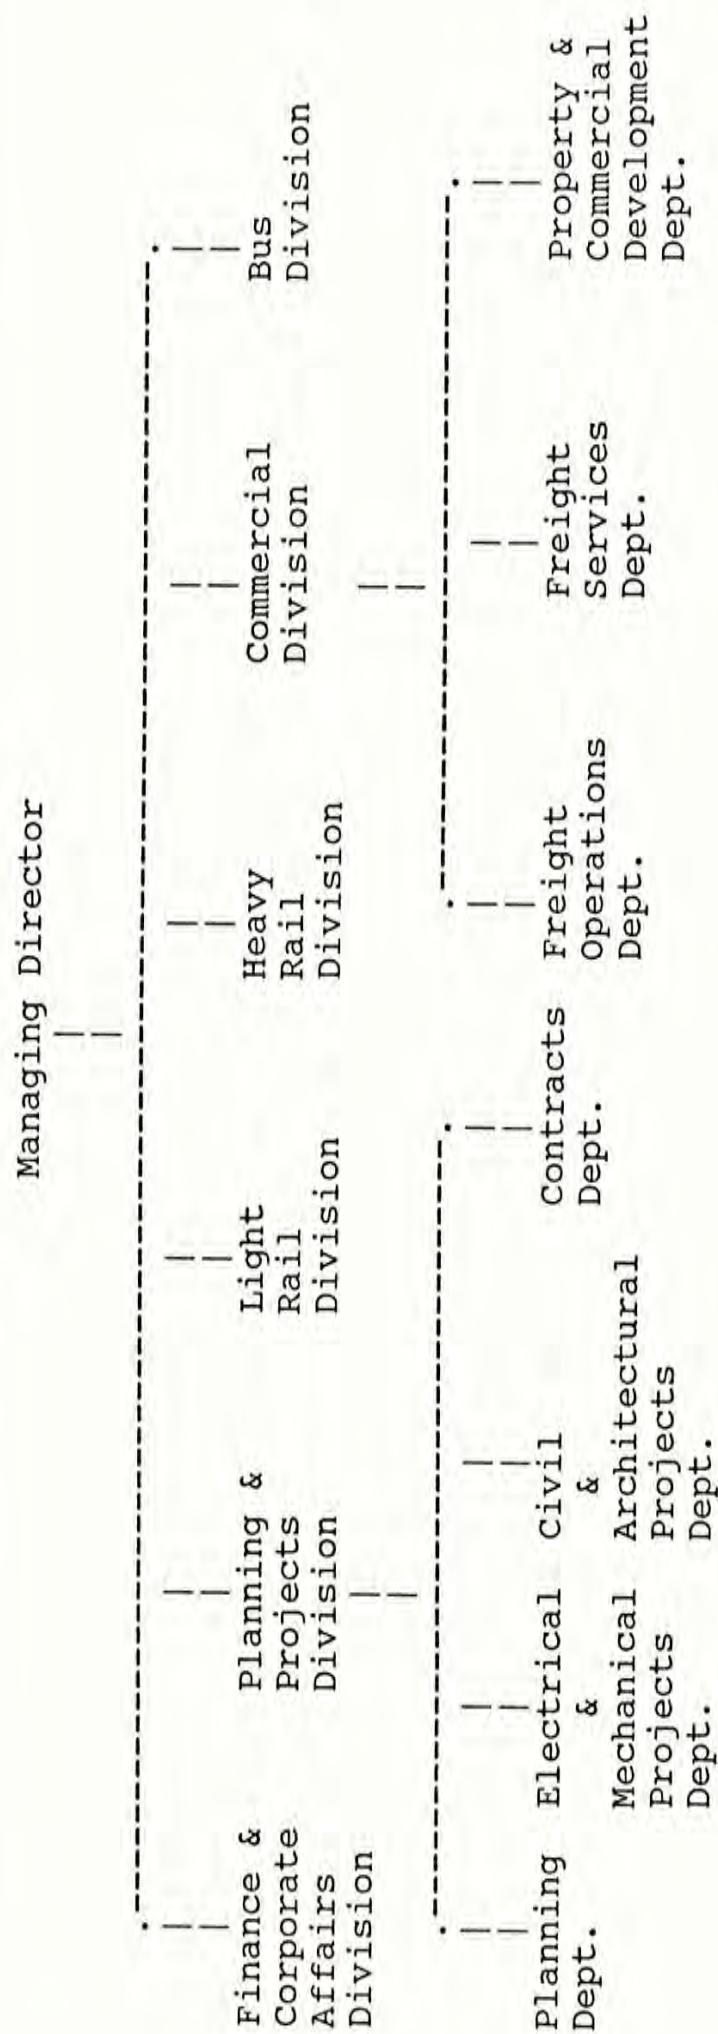 Managing Director
Finance &
Corporate
Affairs
Division
Planning &
Projects
Division
Light
Rail
Division
Heavy
Rail
Division
Commercial
Division
Bus
Division
Planning
Dept.
Electrical
&
Mechanical
Projects
Dept.
Civil
&
Architectural
Projects
Dept.
Contracts
Dept.
Freight
Operations
Dept.
Freight
Services
Dept.
Property &
Commercial
Development
Dept.